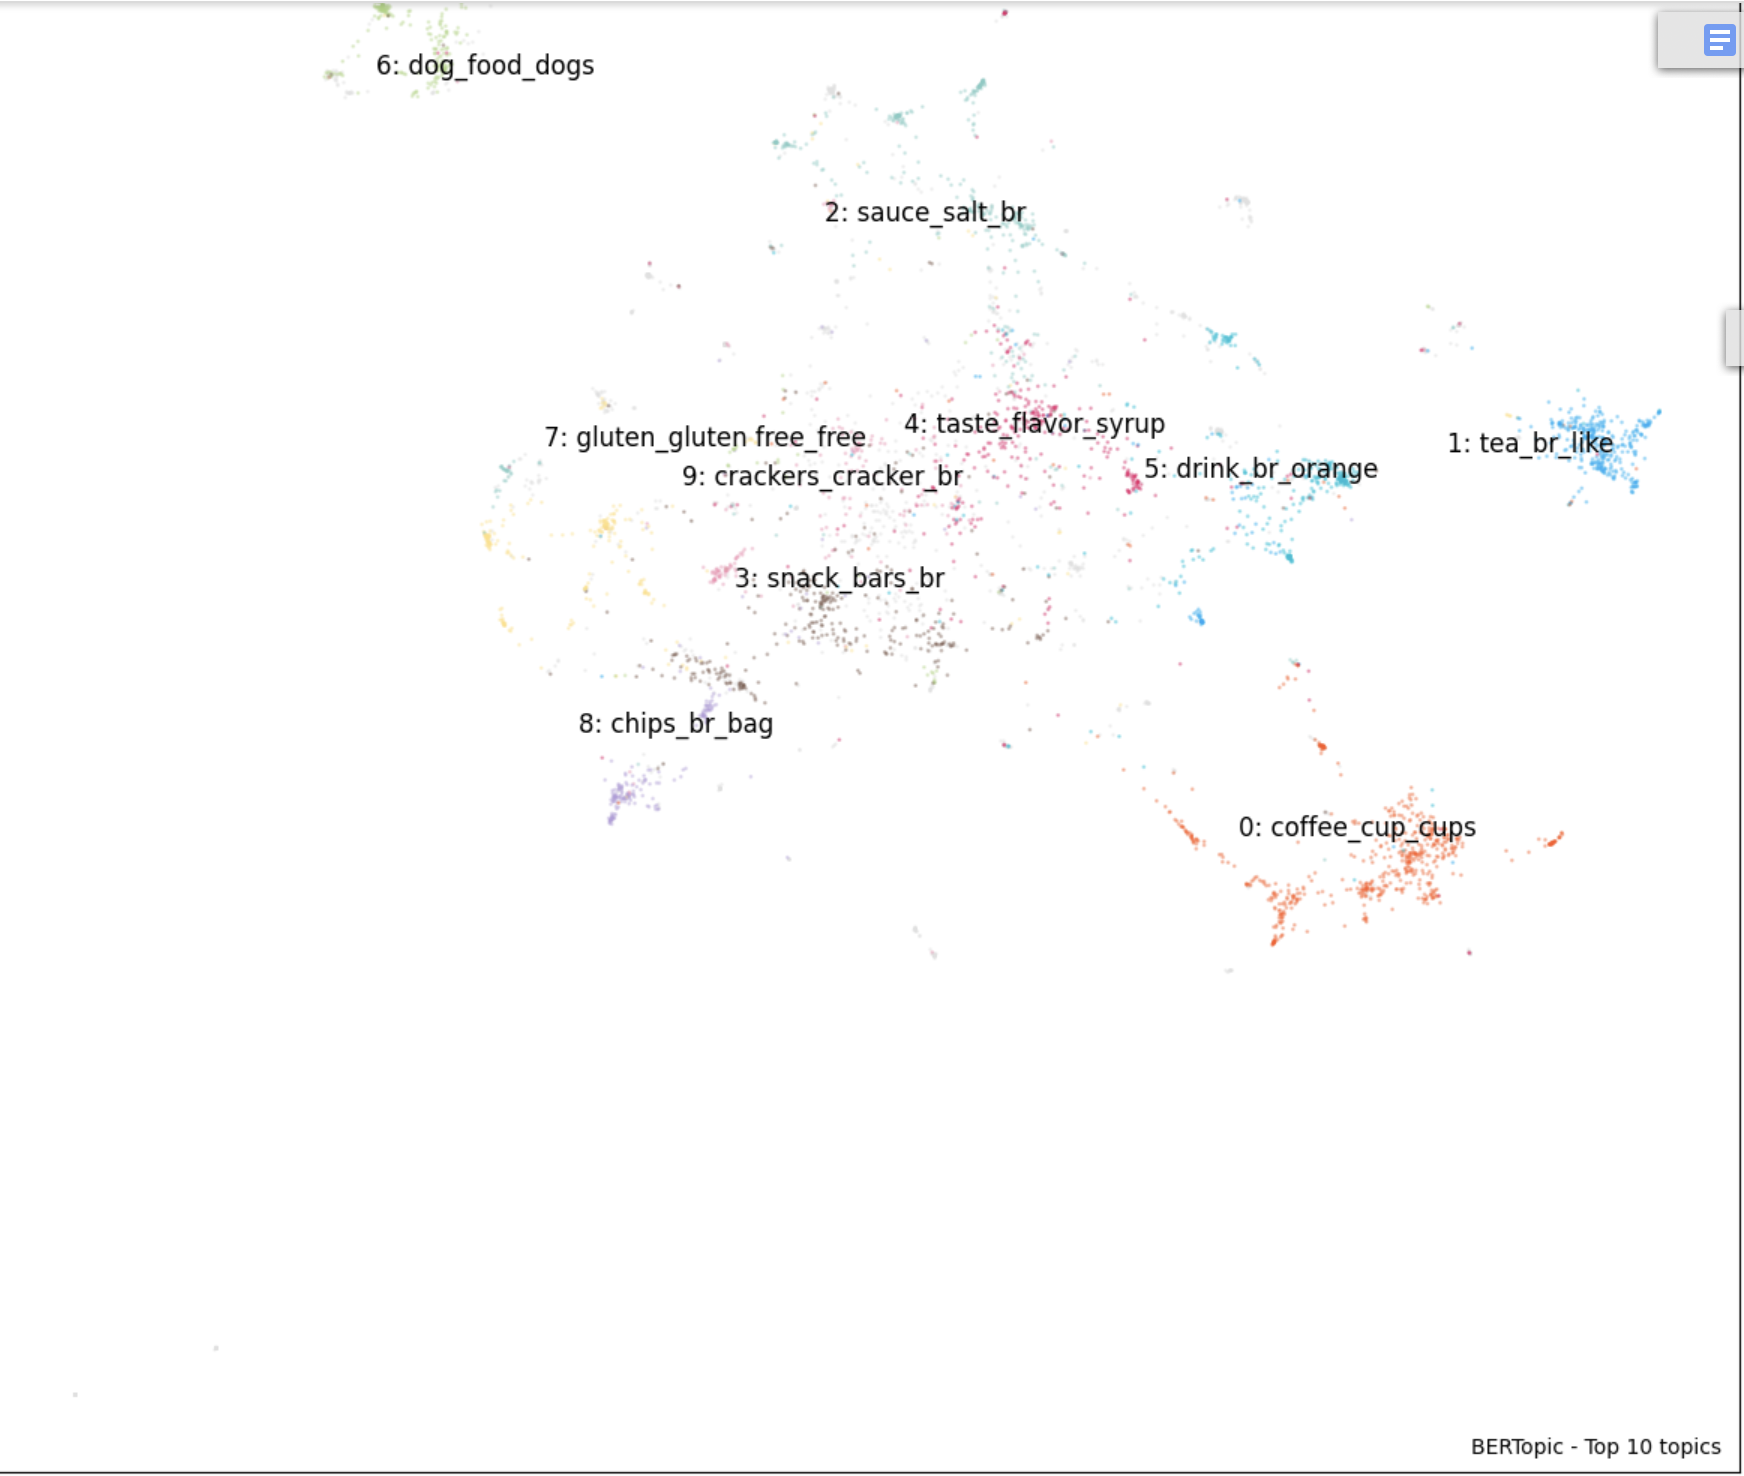 6: dog_food_dogs
2: sauce_salt_br
4: taste_flavor_syrup
7: gluten_gluten free_free
1: tea_br_like
5: drink_br_orange
9: crackers_cracker_br
3: snack_bars_br
8: chips_br_bag
0: coffee_cup_cups
BERTopic - Top 10 topics